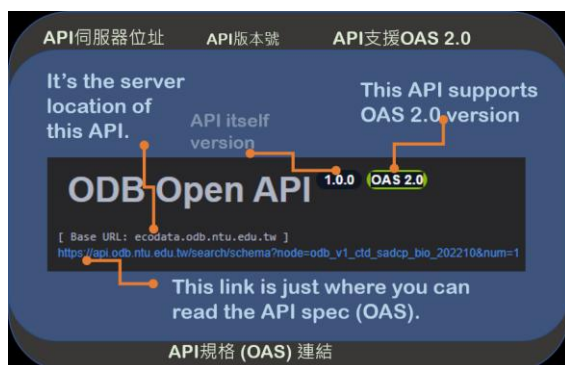 API伺服器位址 API版本號 API支援OAS 2.0
It's the server
location of
this API.
API itself
version
This API supports
OAS 2.0 version
ODB Open API 1.0.0 OAS 2.0
[ Base URL: ecodata.odb.ntu.edu.tw ]
https://api.odb.ntu.edu.tw/search/schema?node=odb_v1_ctd_sadcp_bio_202210&num=1
This link is just where you can
read the API spec (OAS).
API規格 (OAS) 連結